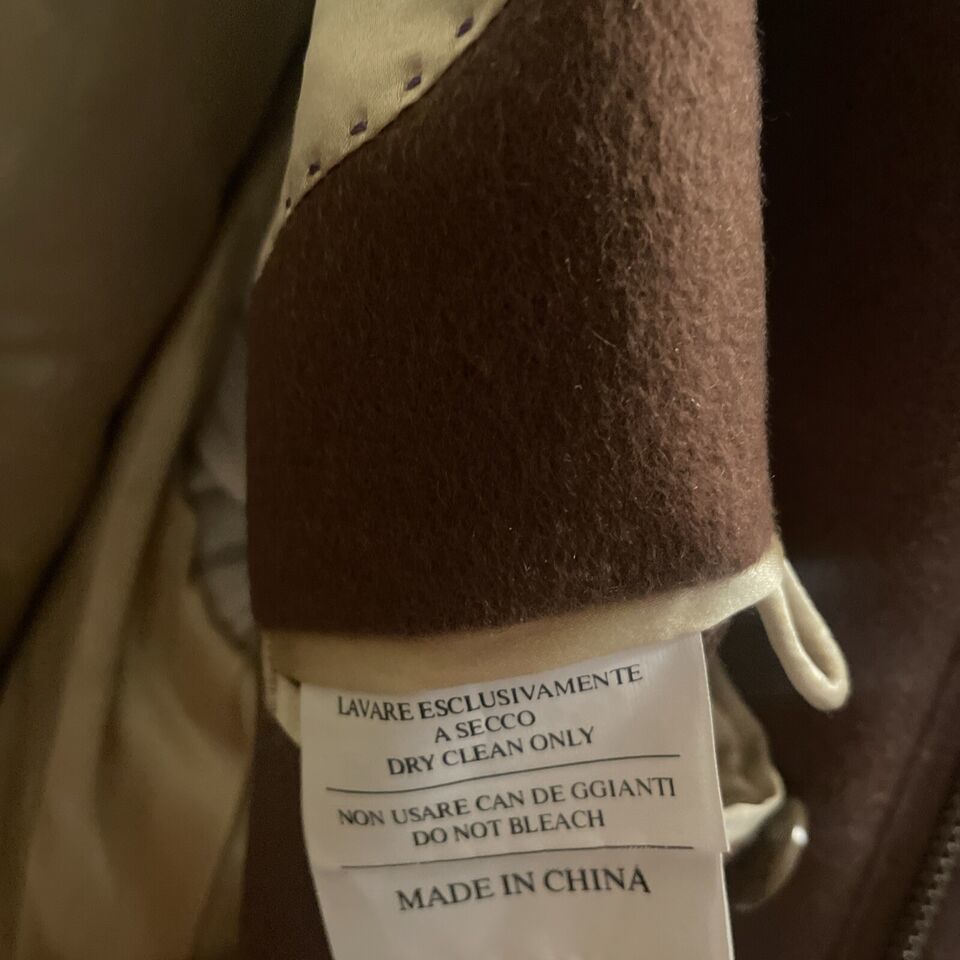 LAVARE ESCLUSIVAMENTE
A SECCO
DRY CLEAN ONLY
NON USARE CAN DE GGIANTI
DO NOT BLEACH
MADE IN CHINA